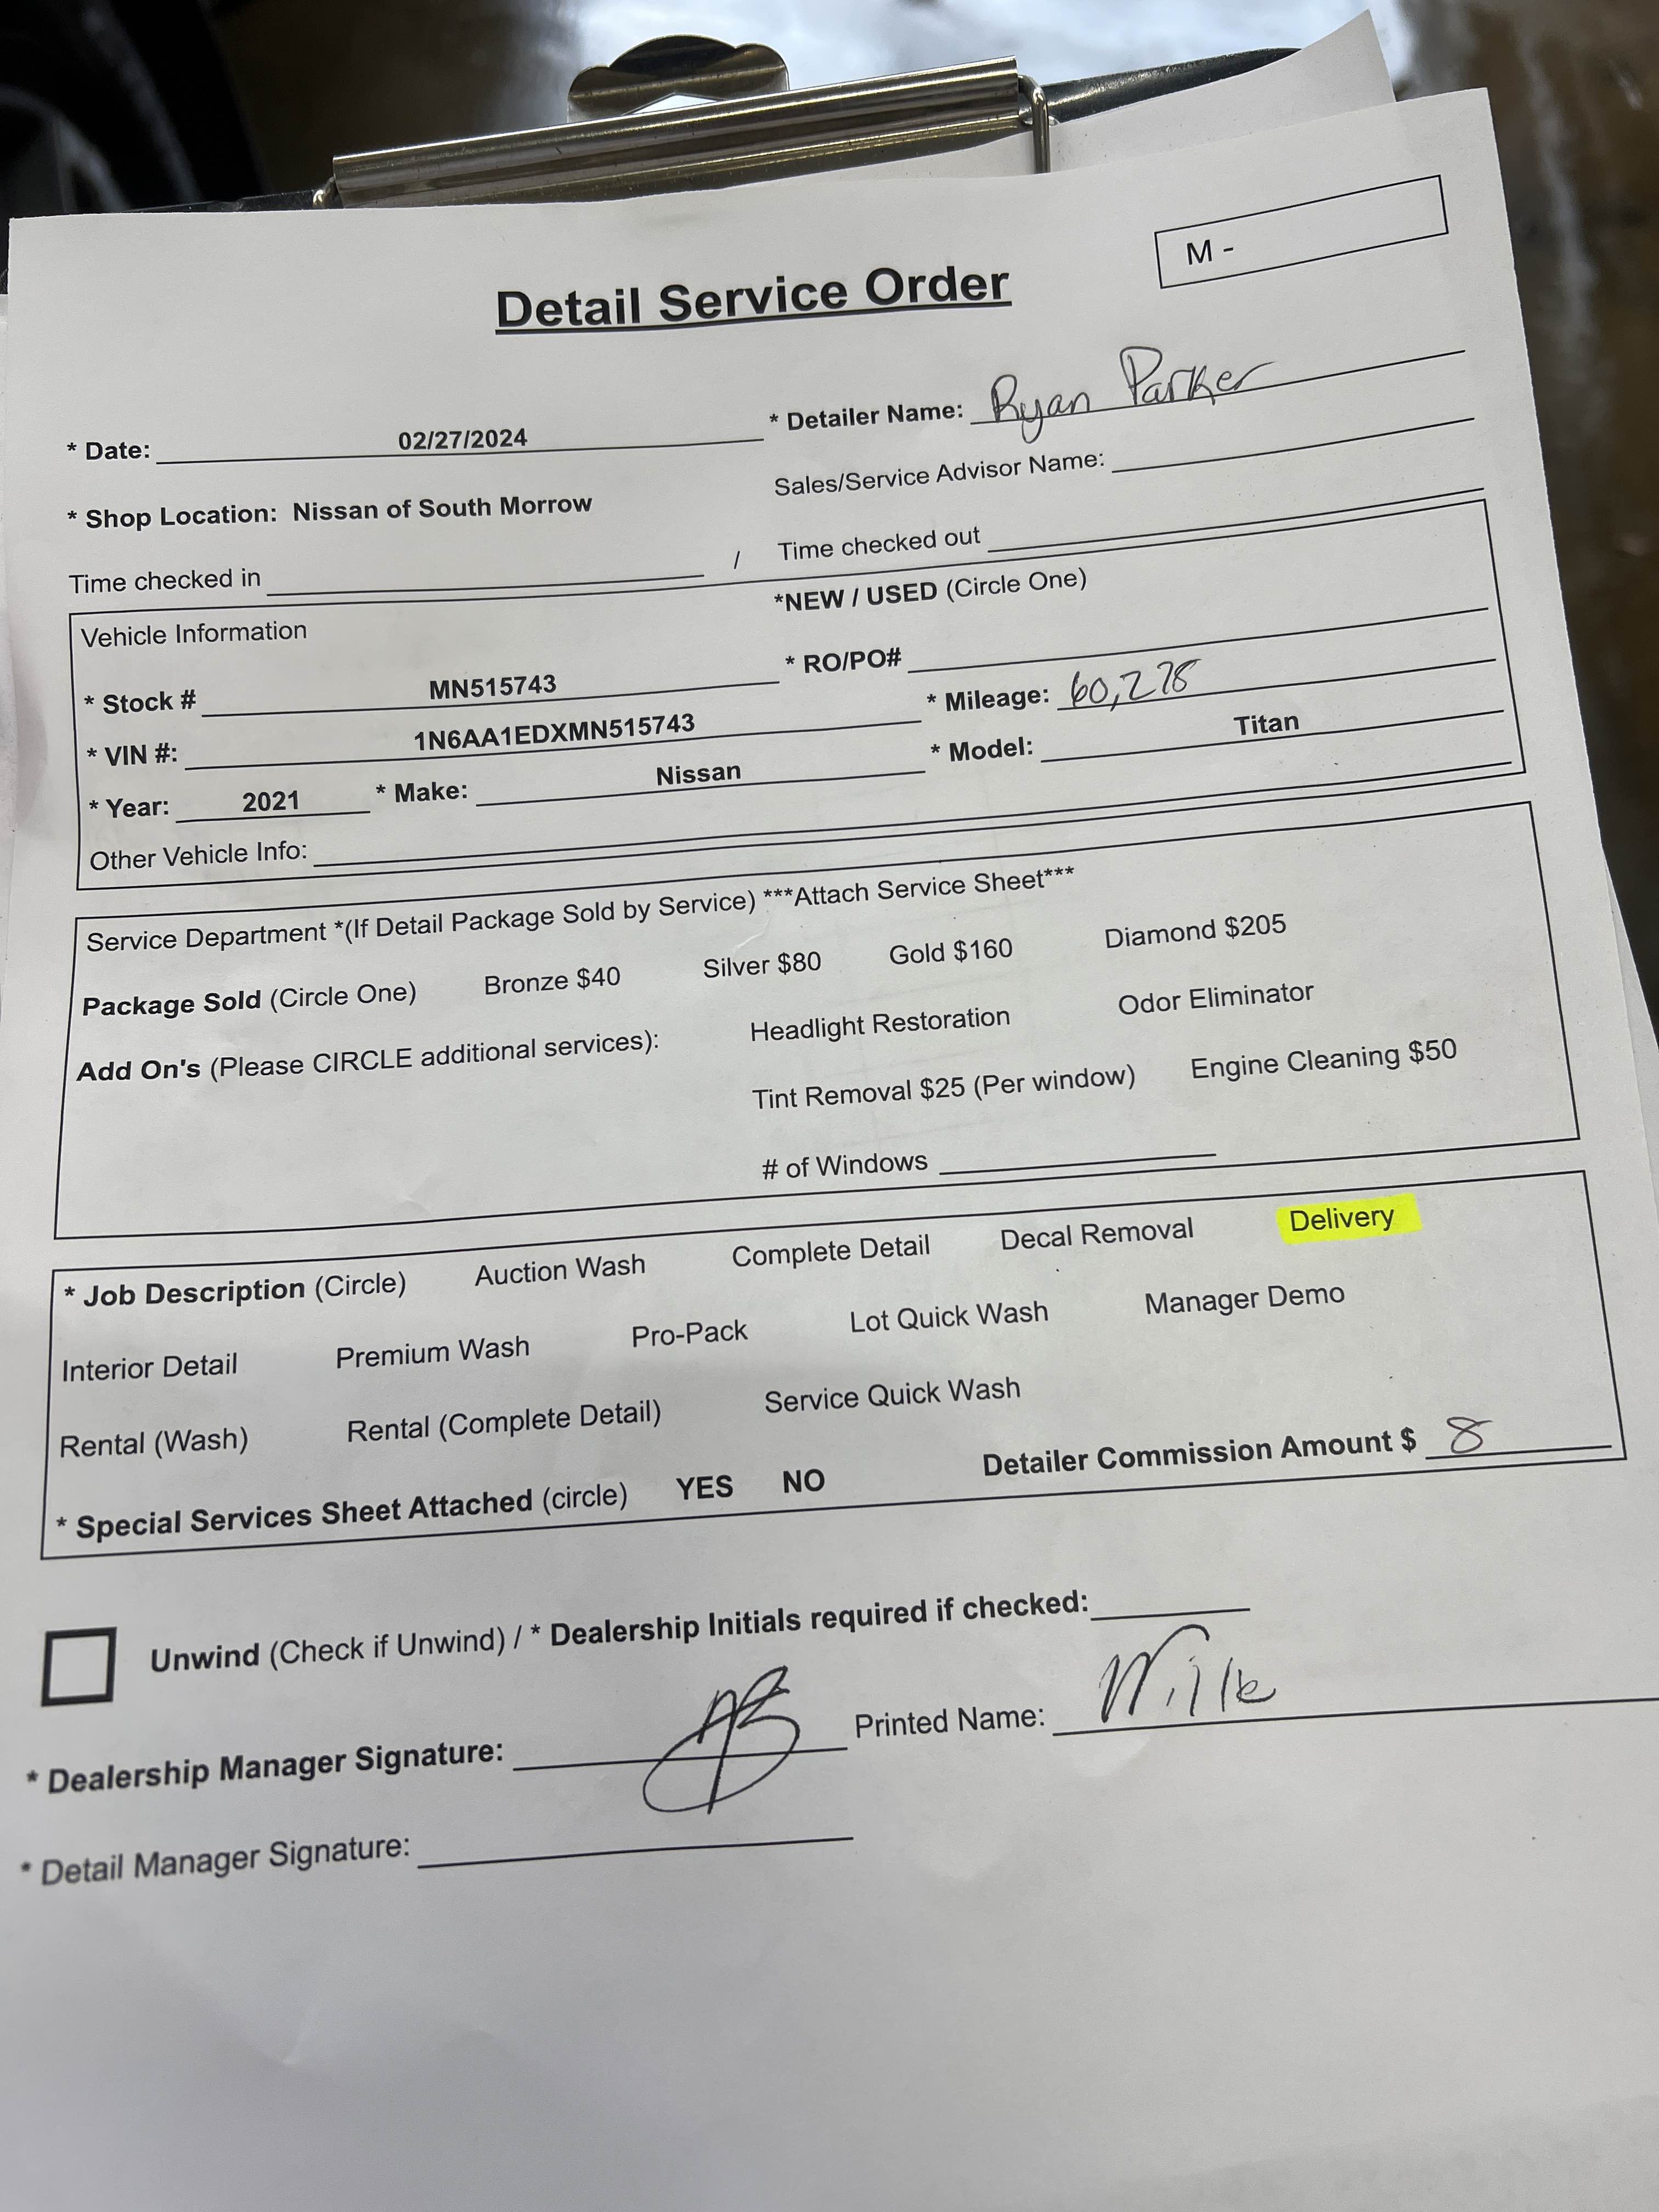 M -
Detail Service Order
* Date: 02/27/2024 * Detailer Name: Ryan Parker
* Shop Location: Nissan of South Morrow Sales/Service Advisor Name:
Time checked in / Time checked out
Vehicle Information *NEW / USED (Circle One)
* Stock # MN515743 * RO/PO#
* VIN #: 1N6AA1EDXMN515743 * Mileage: 60,278
* Year: 2021 * Make: Nissan * Model: Titan
Other Vehicle Info:
Service Department *(If Detail Package Sold by Service) ***Attach Service Sheet***
Package Sold (Circle One) Bronze $40 Silver $80 Gold $160 Diamond $205
Add On's (Please CIRCLE additional services): Headlight Restoration Odor Eliminator
Tint Removal $25 (Per window) Engine Cleaning $50
# of Windows
* Job Description (Circle) Auction Wash Complete Detail Decal Removal Delivery
Interior Detail Premium Wash Pro-Pack Lot Quick Wash Manager Demo
Rental (Wash) Rental (Complete Detail) Service Quick Wash
* Special Services Sheet Attached (circle) YES NO Detailer Commission Amount $ 8
Unwind (Check if Unwind) / * Dealership Initials required if checked:
* Dealership Manager Signature: Printed Name:
* Detail Manager Signature: